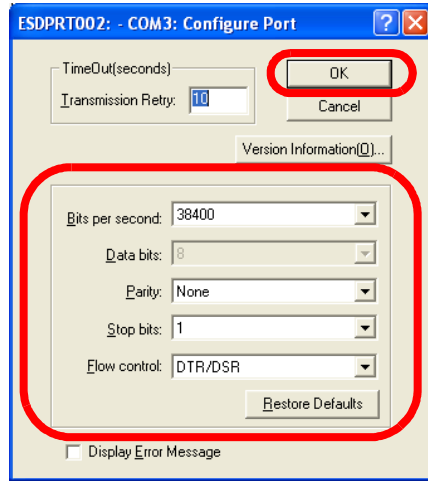 ESDPRT002: - COM3: Configure Port
TimeOut(seconds)
Transmission Retry: 10
OK
Cancel
Version Information(O)...
Bits per second: 38400
Data bits: 8
Parity: None
Stop bits: 1
Flow control: DTR/DSR
Restore Defaults
Display Error Message